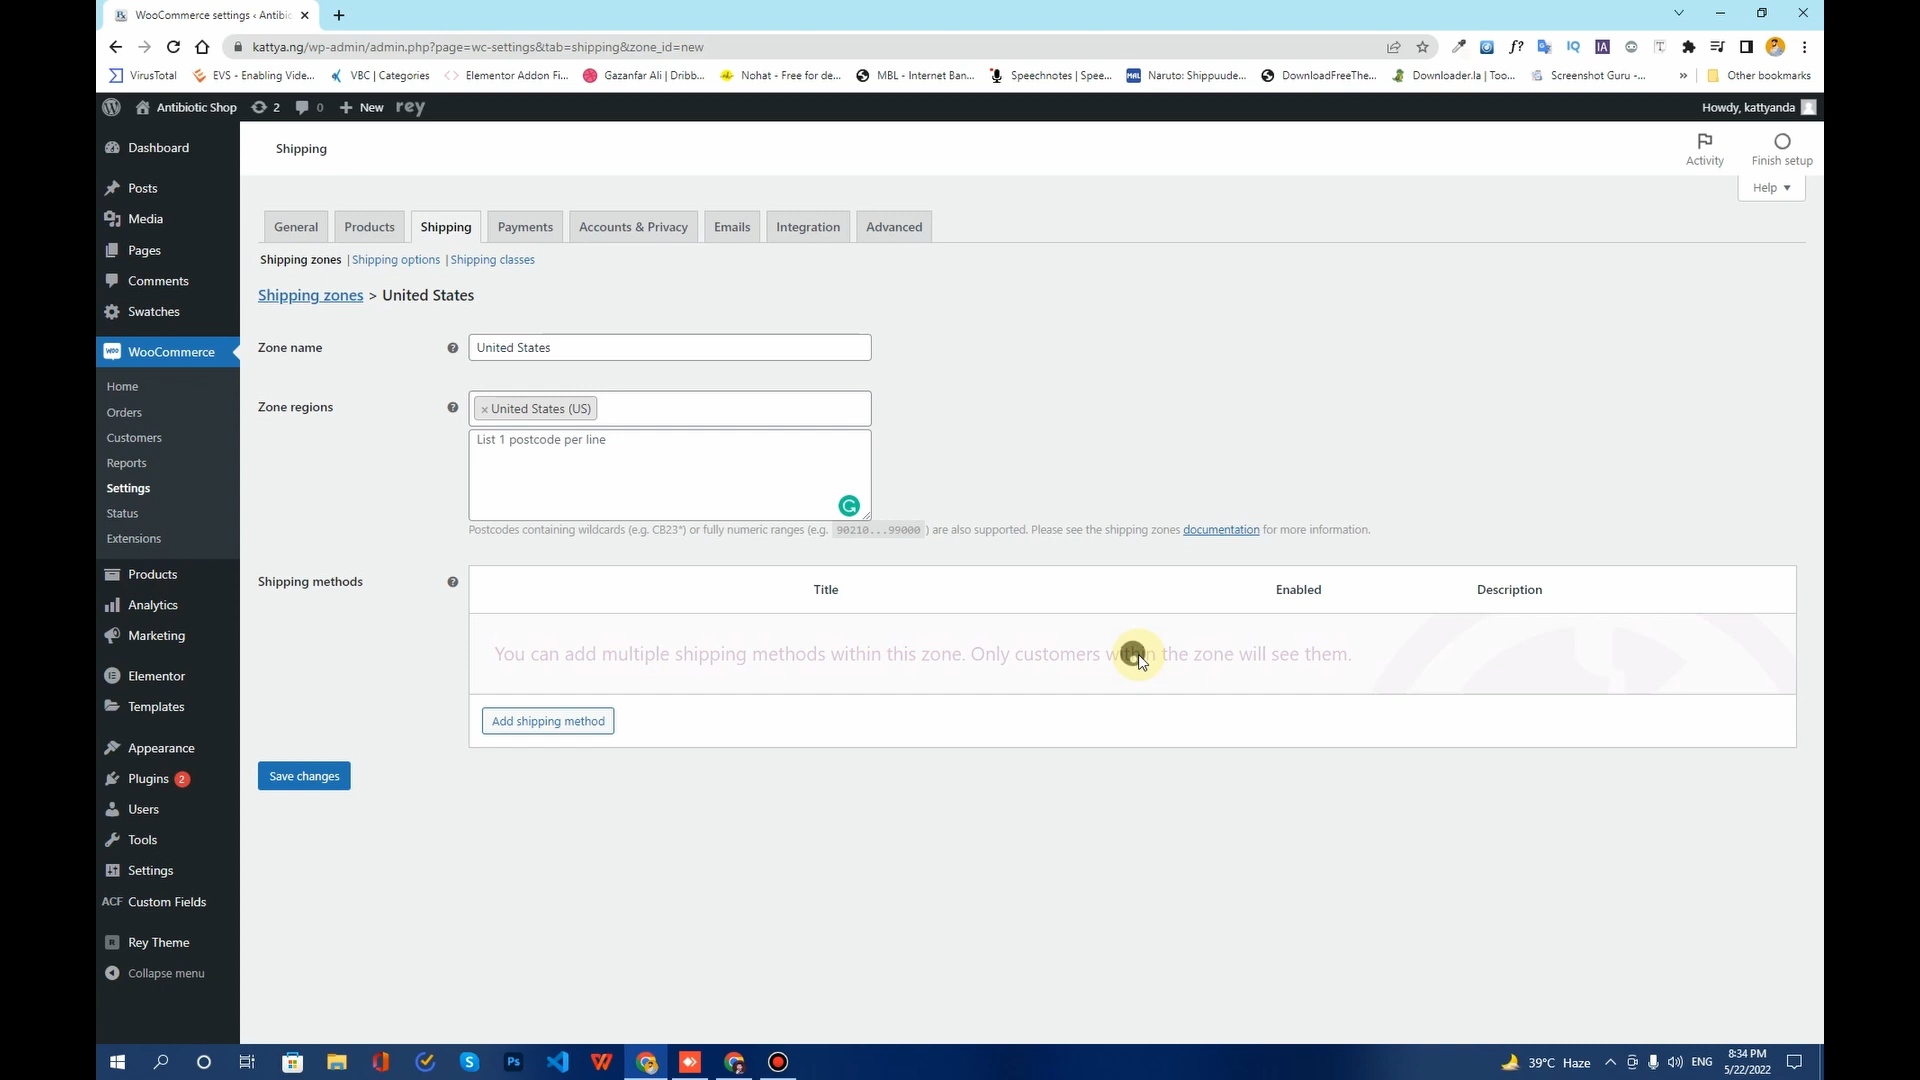 WooCommerce settings ‹ Antibio
kattya.ng/wp-admin/admin.php?page=wc-settings&tab=shipping&zone_id=new
f?
IQ
IA
T
VirusTotal
EVS - Enabling Vide...
VBC | Categories
Elementor Addon Fi...
Gazanfar Ali | Dribb...
Nohat - Free for de...
MBL - Internet Ban...
Speechnotes | Spee...
MAL
Naruto: Shippuude...
DownloadFreeThe...
Downloader.la | Too...
Screenshot Guru -...
»
Other bookmarks
Antibiotic Shop
2
0
New
rey
Howdy, kattyanda
Dashboard
Posts
Media
Pages
Comments
Swatches
WooCommerce
Home
Orders
Customers
Reports
Settings
Status
Extensions
Products
Analytics
Marketing
Elementor
Templates
Appearance
Plugins 2
Users
Tools
Settings
ACF Custom Fields
R Rey Theme
Collapse menu
Shipping
Activity
Finish setup
Help
General
Products
Shipping
Payments
Accounts & Privacy
Emails
Integration
Advanced
Shipping zones | Shipping options | Shipping classes
Shipping zones > United States
Zone name
United States
Zone regions
× United States (US)
List 1 postcode per line
Postcodes containing wildcards (e.g. CB23*) or fully numeric ranges (e.g. 90210...99000 ) are also supported. Please see the shipping zones documentation for more information.
Shipping methods
Title
Enabled
Description
You can add multiple shipping methods within this zone. Only customers within the zone will see them.
Add shipping method
Save changes
S
Ps
39°C Haze
ENG
8:34 PM
5/22/2022